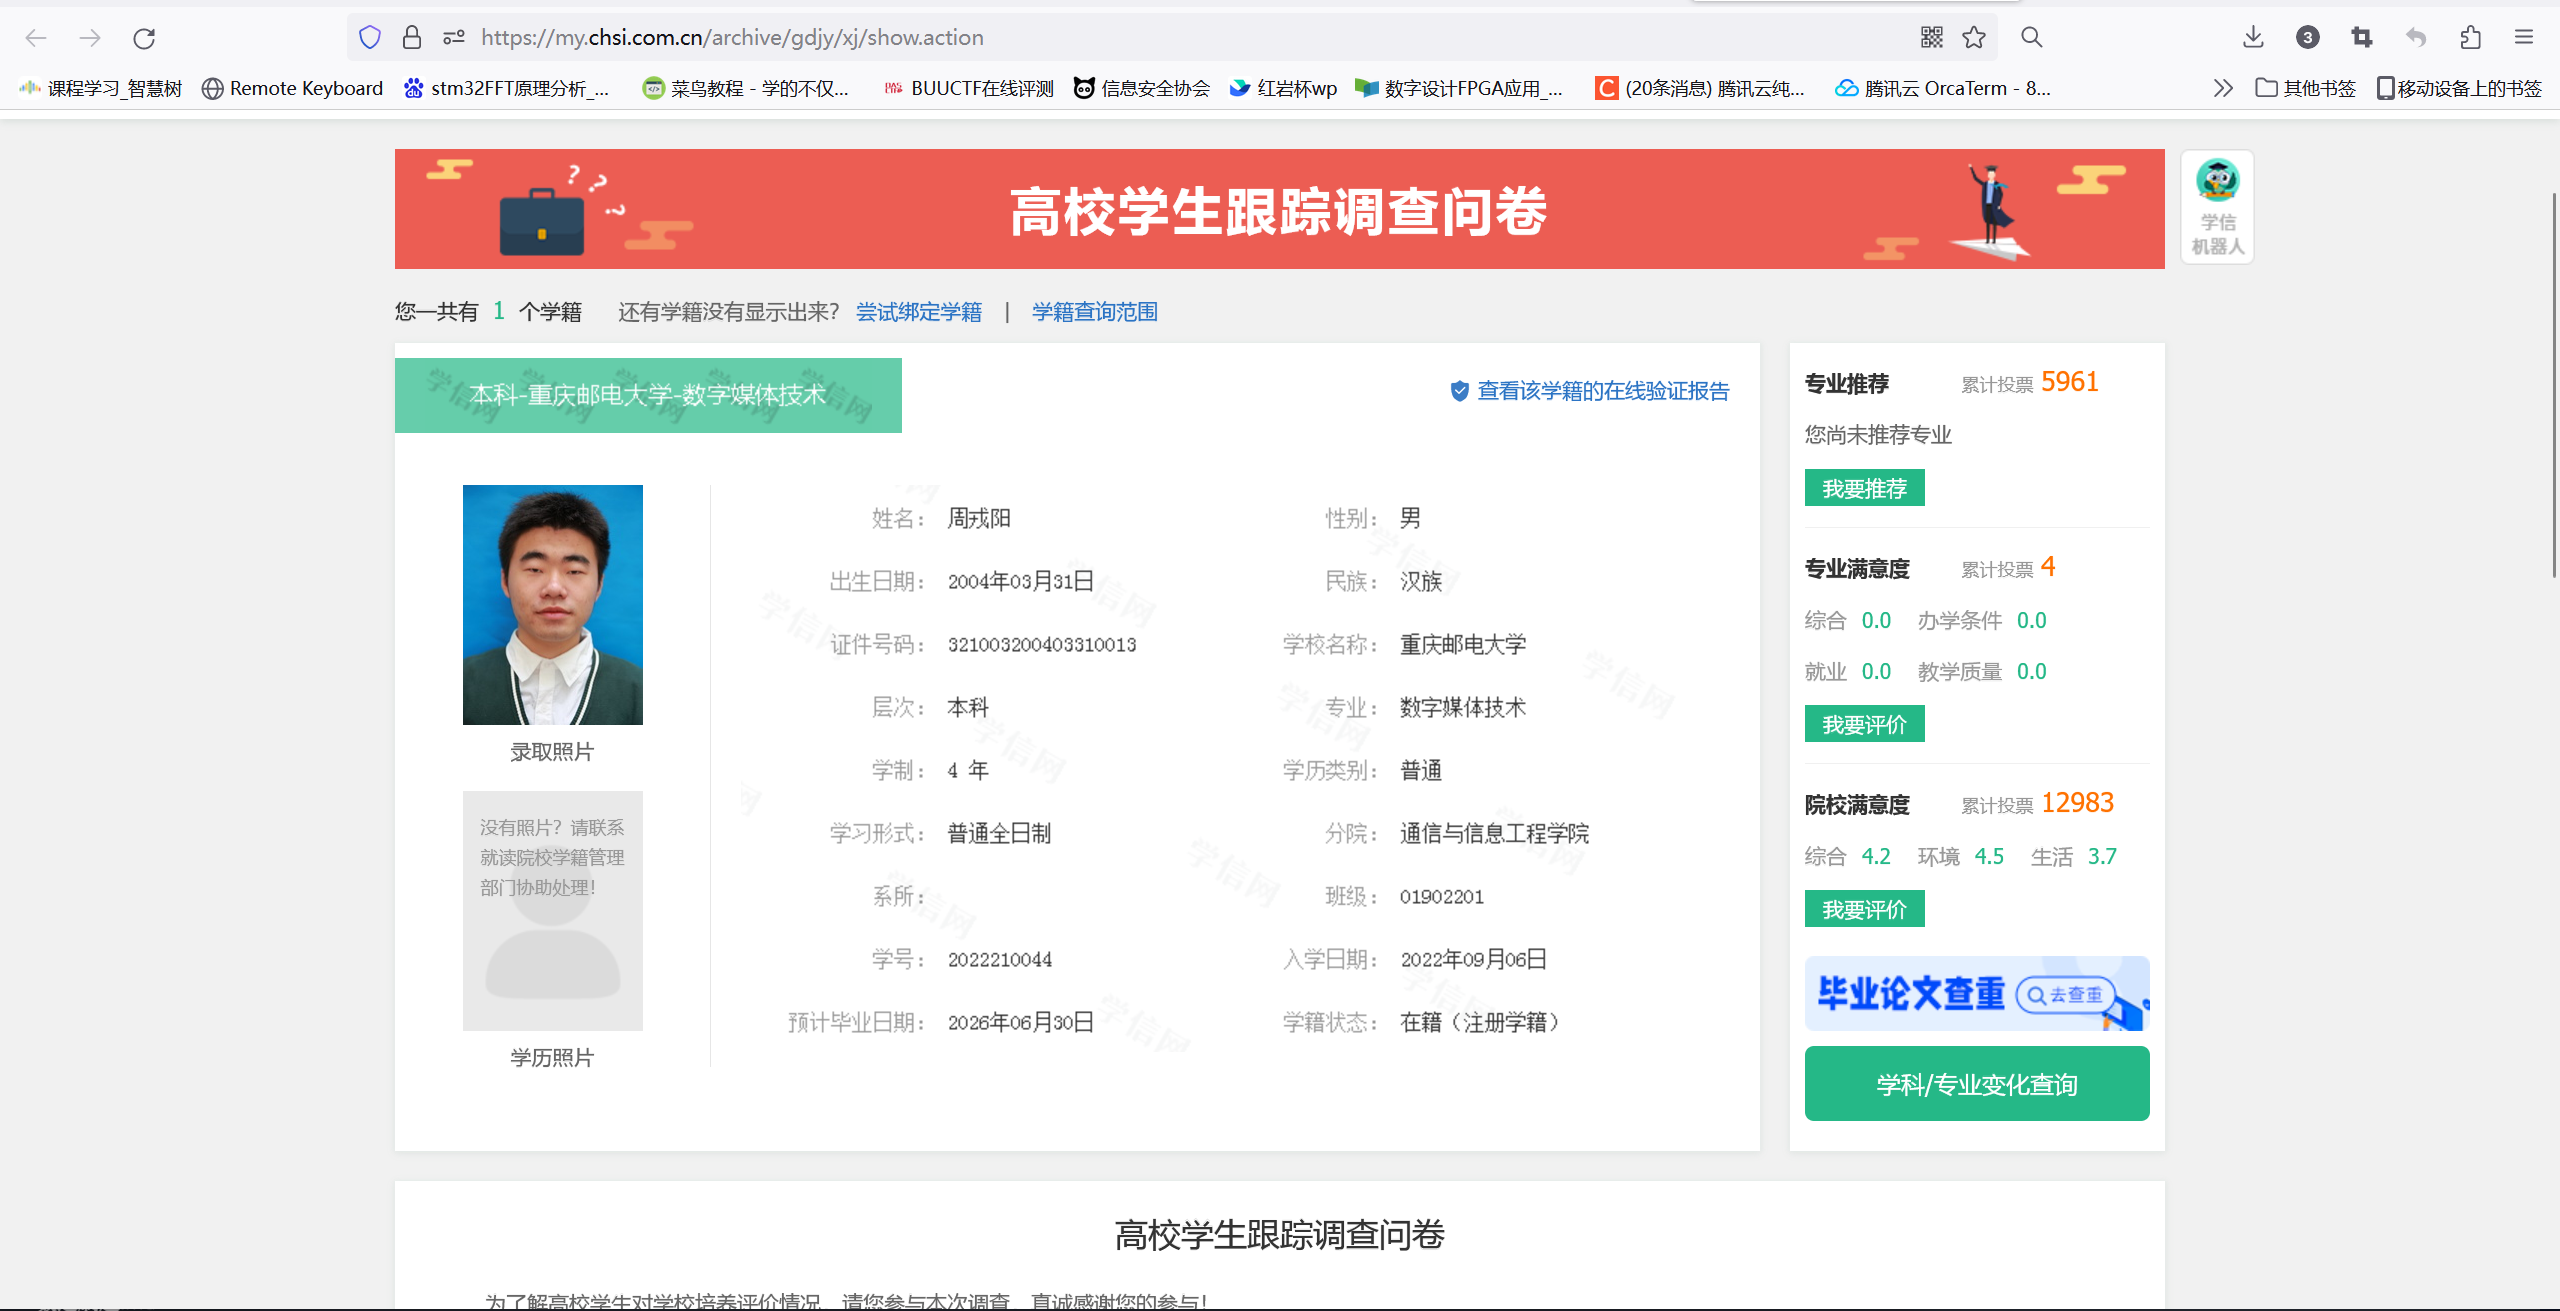 https://my.chsi.com.cn/archive/gdjy/xj/show.action
3
课程学习_智慧树
Remote Keyboard
stm32FFT原理分析_...
菜鸟教程 - 学的不仅...
BUUCTF在线评测
信息安全协会
红岩杯wp
数字设计FPGA应用_...
(20条消息) 腾讯云纯...
腾讯云 OrcaTerm - 8...
其他书签
移动设备上的书签
高校学生跟踪调查问卷
学信
机器人
您一共有 1 个学籍 还有学籍没有显示出来？ 尝试绑定学籍 | 学籍查询范围
本科-重庆邮电大学-数字媒体技术
查看该学籍的在线验证报告
录取照片
没有照片？请联系
就读院校学籍管理
部门协助处理！
学历照片
姓名： 周戎阳
性别： 男
出生日期： 2004年03月31日
民族： 汉族
证件号码： 321003200403310013
学校名称： 重庆邮电大学
层次： 本科
专业： 数字媒体技术
学制： 4 年
学历类别： 普通
学习形式： 普通全日制
分院： 通信与信息工程学院
系所：
班级： 01902201
学号： 2022210044
入学日期： 2022年09月06日
预计毕业日期： 2026年06月30日
学籍状态： 在籍（注册学籍）
专业推荐 累计投票 5961
您尚未推荐专业
我要推荐
专业满意度 累计投票 4
综合 0.0 办学条件 0.0
就业 0.0 教学质量 0.0
我要评价
院校满意度 累计投票 12983
综合 4.2 环境 4.5 生活 3.7
我要评价
毕业论文查重 去查重
学科/专业变化查询
高校学生跟踪调查问卷
为了解高校学生对学校培养评价情况，请您参与本次调查，真诚感谢您的参与！